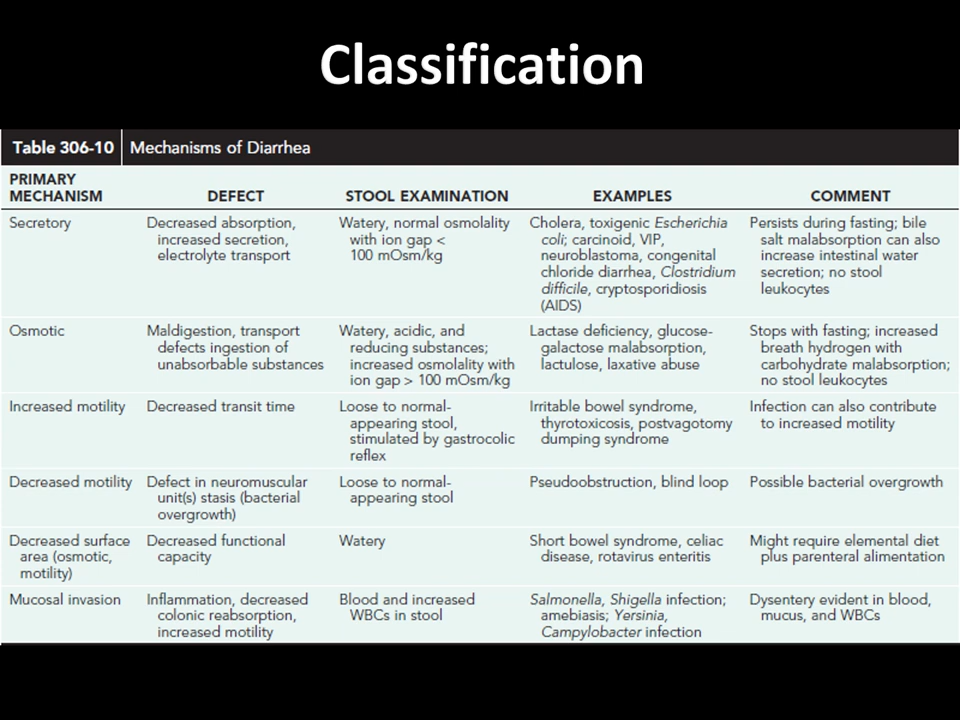 Classification
Table 306-10 Mechanisms of Diarrhea
PRIMARY
MECHANISM DEFECT STOOL EXAMINATION EXAMPLES COMMENT
Secretory Decreased absorption, Watery, normal osmolality Cholera, toxigenic Escherichia Persists during fasting; bile
increased secretion, with ion gap < coli; carcinoid, VIP, salt malabsorption can also
electrolyte transport 100 mOsm/kg neuroblastoma, congenital increase intestinal water
chloride diarrhea, Clostridium secretion; no stool
difficile, cryptosporidiosis leukocytes
(AIDS)
Osmotic Maldigestion, transport Watery, acidic, and Lactase deficiency, glucose- Stops with fasting; increased
defects ingestion of reducing substances; galactose malabsorption, breath hydrogen with
unabsorbable substances increased osmolality with lactulose, laxative abuse carbohydrate malabsorption;
ion gap > 100 mOsm/kg no stool leukocytes
Increased motility Decreased transit time Loose to normal- Irritable bowel syndrome, Infection can also contribute
appearing stool, thyrotoxicosis, postvagotomy to increased motility
stimulated by gastrocolic dumping syndrome
reflex
Decreased motility Defect in neuromuscular Loose to normal- Pseudoobstruction, blind loop Possible bacterial overgrowth
unit(s) stasis (bacterial appearing stool
overgrowth)
Decreased surface Decreased functional Watery Short bowel syndrome, celiac Might require elemental diet
area (osmotic, capacity disease, rotavirus enteritis plus parenteral alimentation
motility)
Mucosal invasion Inflammation, decreased Blood and increased Salmonella, Shigella infection; Dysentery evident in blood,
colonic reabsorption, WBCs in stool amebiasis; Yersinia, mucus, and WBCs
increased motility Campylobacter infection